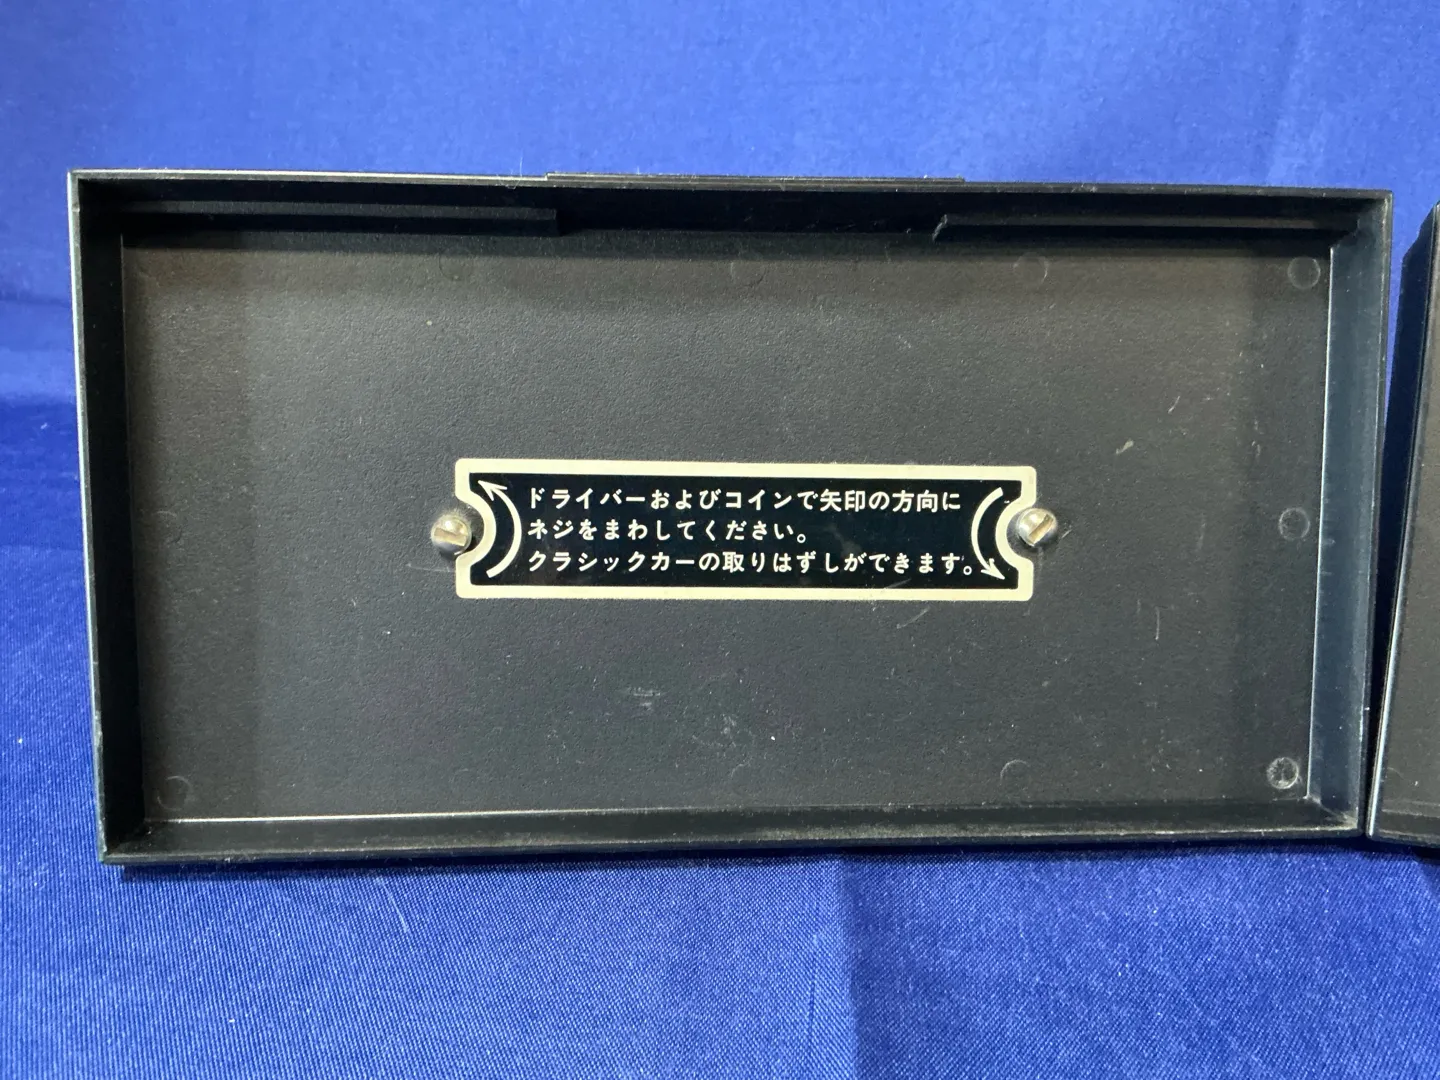 ドライバーおよびコインで矢印の方向に
ネジをまわしてください。
クラシックカーの取りはずしができます。